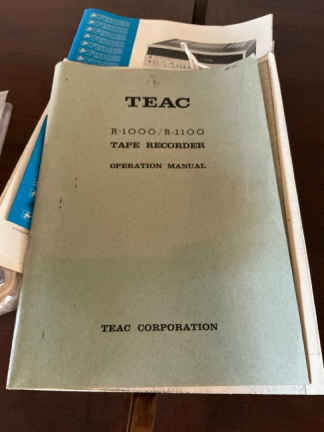 TEAC
R-1000/R-1100
TAPE RECORDER
OPERATION MANUAL
TEAC CORPORATION